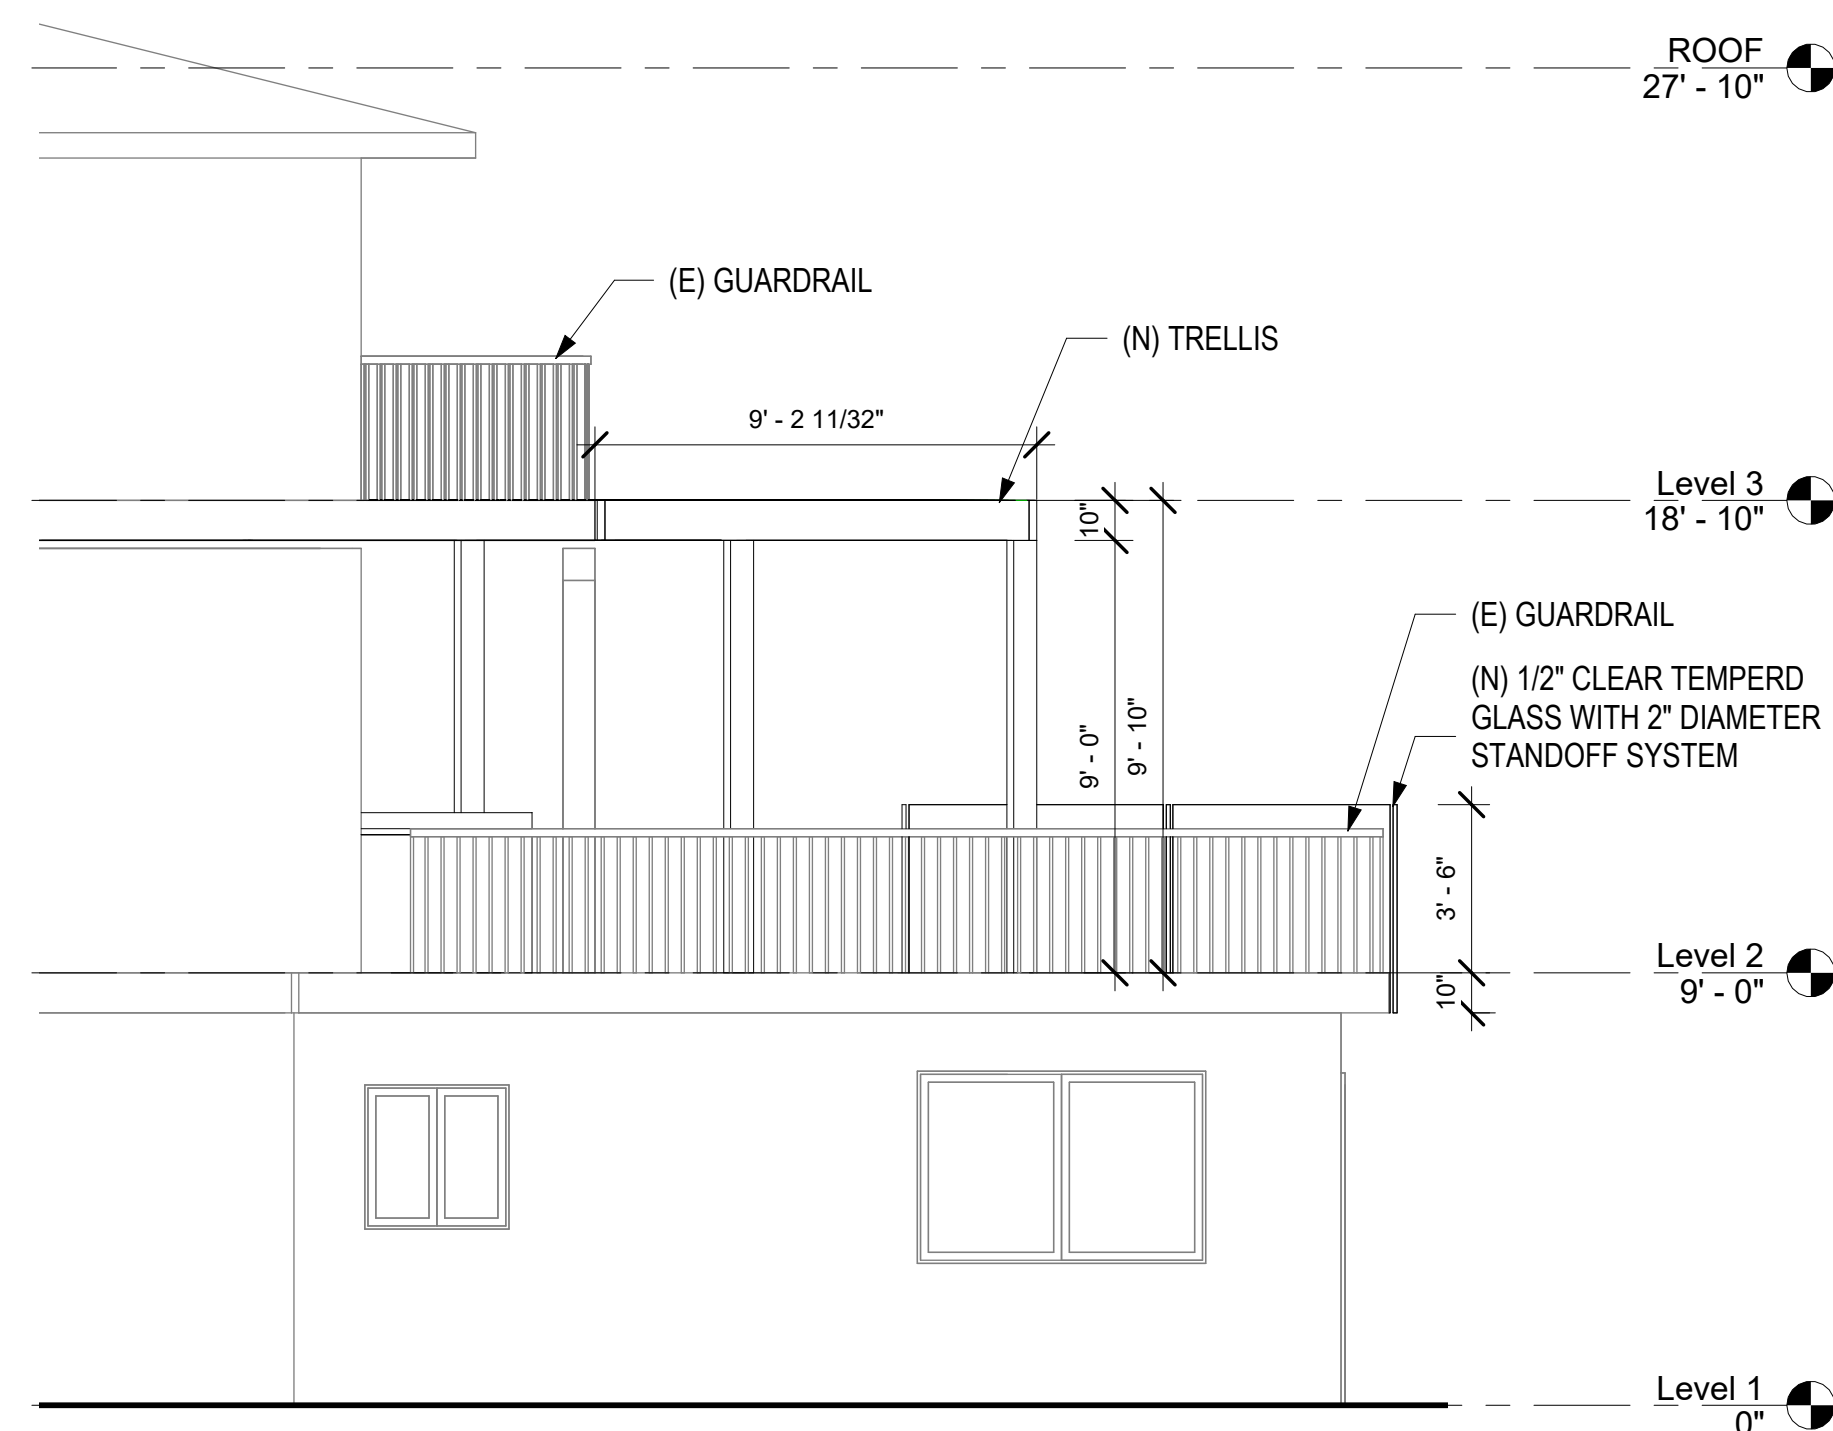 ROOF
27' - 10"
(E) GUARDRAIL
(N) TRELLIS
9' - 2 11/32"
Level 3
18' - 10"
10"
(E) GUARDRAIL
(N) 1/2" CLEAR TEMPERD
GLASS WITH 2" DIAMETER
STANDOFF SYSTEM
9' - 0"
9' - 10"
3' - 6"
Level 2
9' - 0"
10"
Level 1
0"